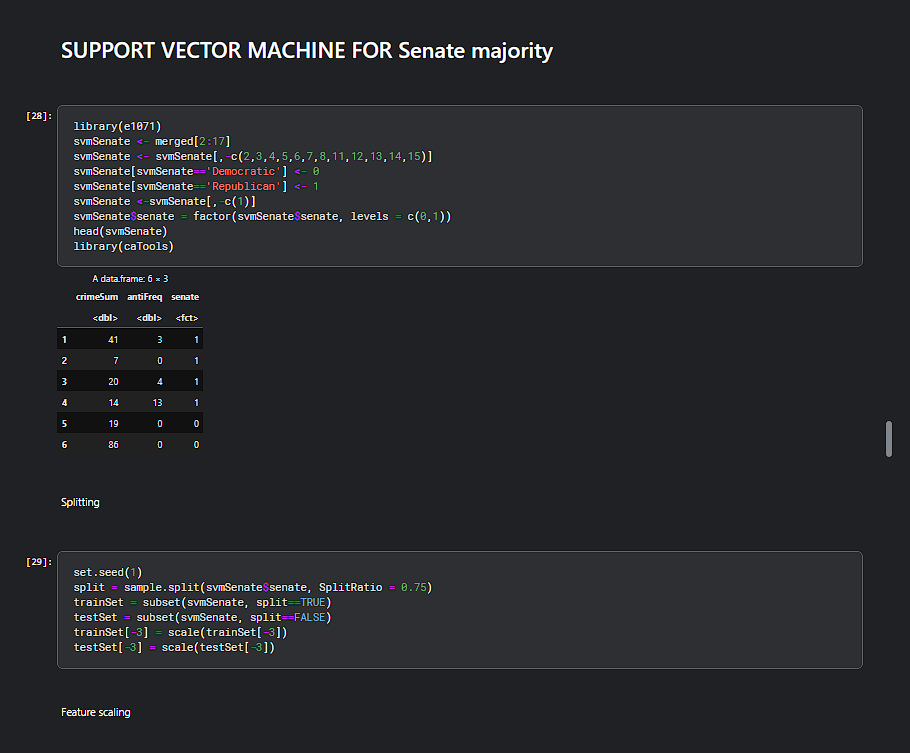 SUPPORT VECTOR MACHINE FOR Senate majority
[28]:
library(e1071)
svmSenate <- merged[2:17]
svmSenate <- svmSenate[,-c(2,3,4,5,6,7,8,11,12,13,14,15)]
svmSenate[svmSenate=='Democratic'] <- 0
svmSenate[svmSenate=='Republican'] <- 1
svmSenate <-svmSenate[,-c(1)]
svmSenate$senate = factor(svmSenate$senate, levels = c(0,1))
head(svmSenate)
library(caTools)
A data.frame: 6 × 3
crimeSum antiFreq senate
<dbl> <dbl> <fct>
1 41 3 1
2 7 0 1
3 20 4 1
4 14 13 1
5 19 0 0
6 86 0 0
Splitting
[29]:
set.seed(1)
split = sample.split(svmSenate$senate, SplitRatio = 0.75)
trainSet = subset(svmSenate, split==TRUE)
testSet = subset(svmSenate, split==FALSE)
trainSet[-3] = scale(trainSet[-3])
testSet[-3] = scale(testSet[-3])
Feature scaling